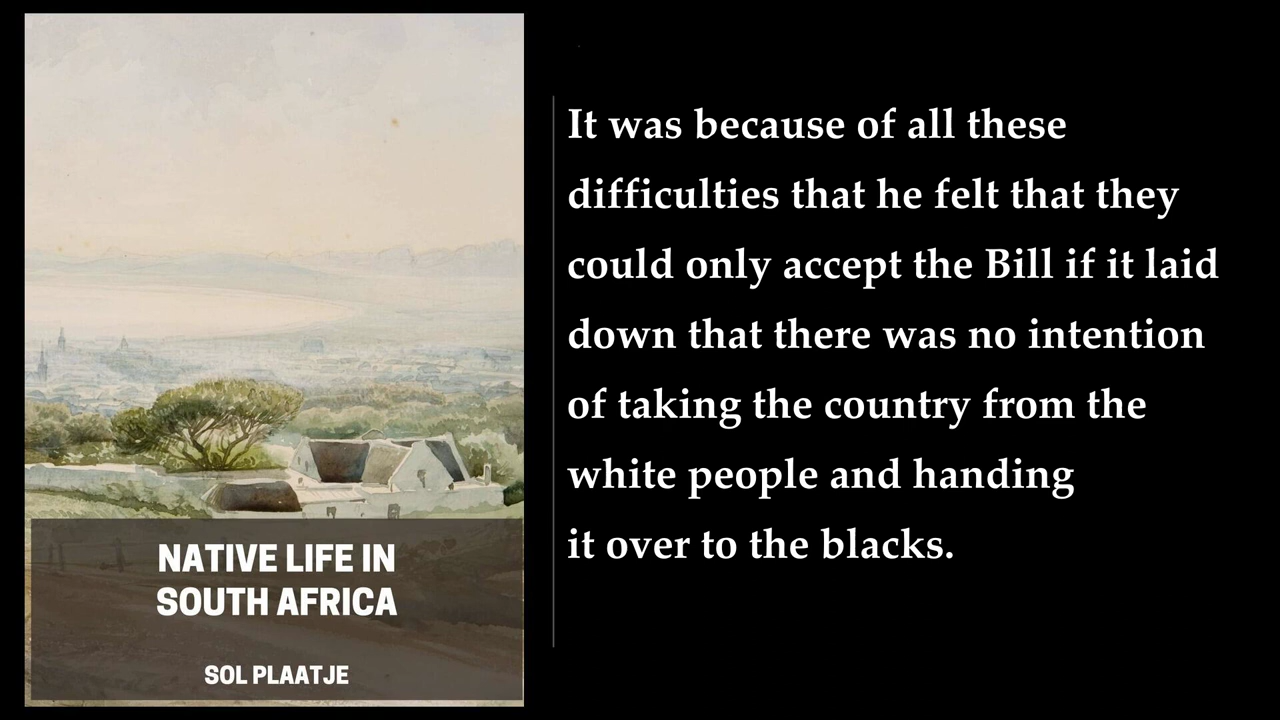 NATIVE LIFE IN
SOUTH AFRICA
SOL PLAATJE
It was because of all these
difficulties that he felt that they
could only accept the Bill if it laid
down that there was no intention
of taking the country from the
white people and handing
it over to the blacks.